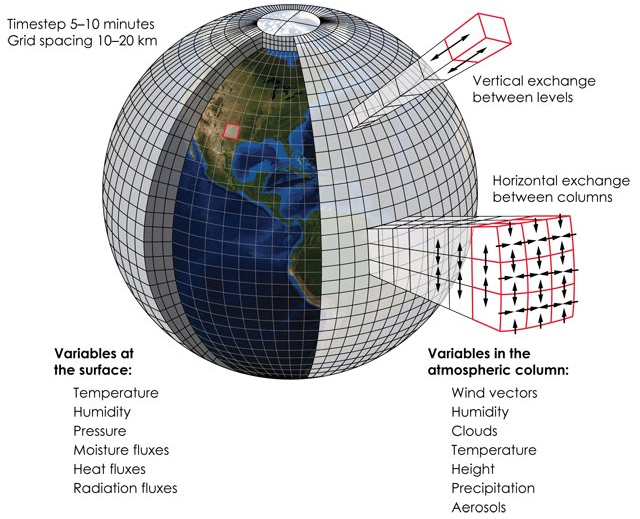 Timestep 5–10 minutes
Grid spacing 10–20 km
Vertical exchange
between levels
Horizontal exchange
between columns
Variables at
the surface:
Temperature
Humidity
Pressure
Moisture fluxes
Heat fluxes
Radiation fluxes
Variables in the
atmospheric column:
Wind vectors
Humidity
Clouds
Temperature
Height
Precipitation
Aerosols